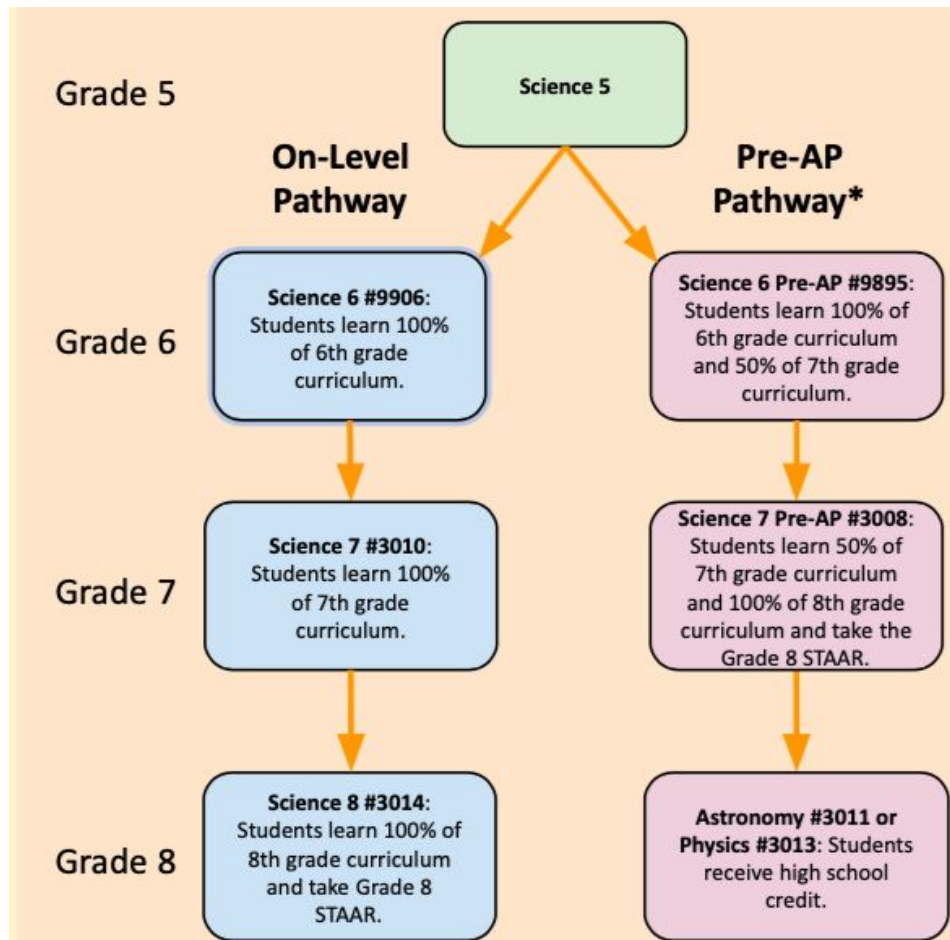 Grade 5
Science 5
On-Level
Pathway
Pre-AP
Pathway*
Grade 6
Science 6 #9906:
Students learn 100%
of 6th grade
curriculum.
Science 6 Pre-AP #9895:
Students learn 100% of
6th grade curriculum
and 50% of 7th grade
curriculum.
Grade 7
Science 7 #3010:
Students learn 100%
of 7th grade
curriculum.
Science 7 Pre-AP #3008:
Students learn 50% of
7th grade curriculum
and 100% of 8th grade
curriculum and take the
Grade 8 STAAR.
Grade 8
Science 8 #3014:
Students learn 100% of
8th grade curriculum
and take Grade 8
STAAR.
Astronomy #3011 or
Physics #3013: Students
receive high school
credit.